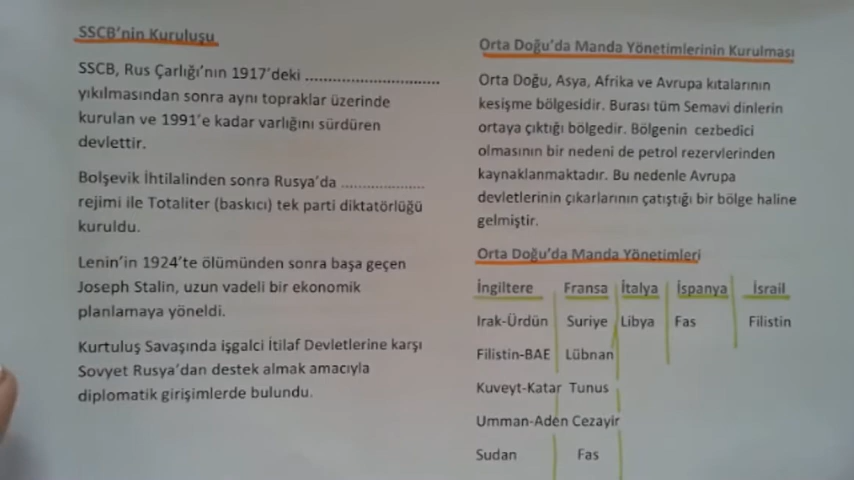 SSCB'nin Kuruluşu
SSCB, Rus Çarlığı'nın 1917'deki ................................
yıkılmasından sonra aynı topraklar üzerinde
kurulan ve 1991'e kadar varlığını sürdüren
devlettir.
Bolşevik İhtilalinden sonra Rusya'da ....................
rejimi ile Totaliter (baskıcı) tek parti diktatörlüğü
kuruldu.
Lenin'in 1924'te ölümünden sonra başa geçen
Joseph Stalin, uzun vadeli bir ekonomik
planlamaya yöneldi.
Kurtuluş Savaşında işgalci İtilaf Devletlerine karşı
Sovyet Rusya'dan destek almak amacıyla
diplomatik girişimlerde bulundu.
Orta Doğu'da Manda Yönetimlerinin Kurulması
Orta Doğu, Asya, Afrika ve Avrupa kıtalarının
kesişme bölgesidir. Burası tüm Semavi dinlerin
ortaya çıktığı bölgedir. Bölgenin cezbedici
olmasının bir nedeni de petrol rezervlerinden
kaynaklanmaktadır. Bu nedenle Avrupa
devletlerinin çıkarlarının çatıştığı bir bölge haline
gelmiştir.
Orta Doğu'da Manda Yönetimleri
İngiltere Fransa İtalya İspanya İsrail
Irak-Ürdün Suriye Libya Fas Filistin
Filistin-BAE Lübnan
Kuveyt-Katar Tunus
Umman-Aden Cezayir
Sudan Fas